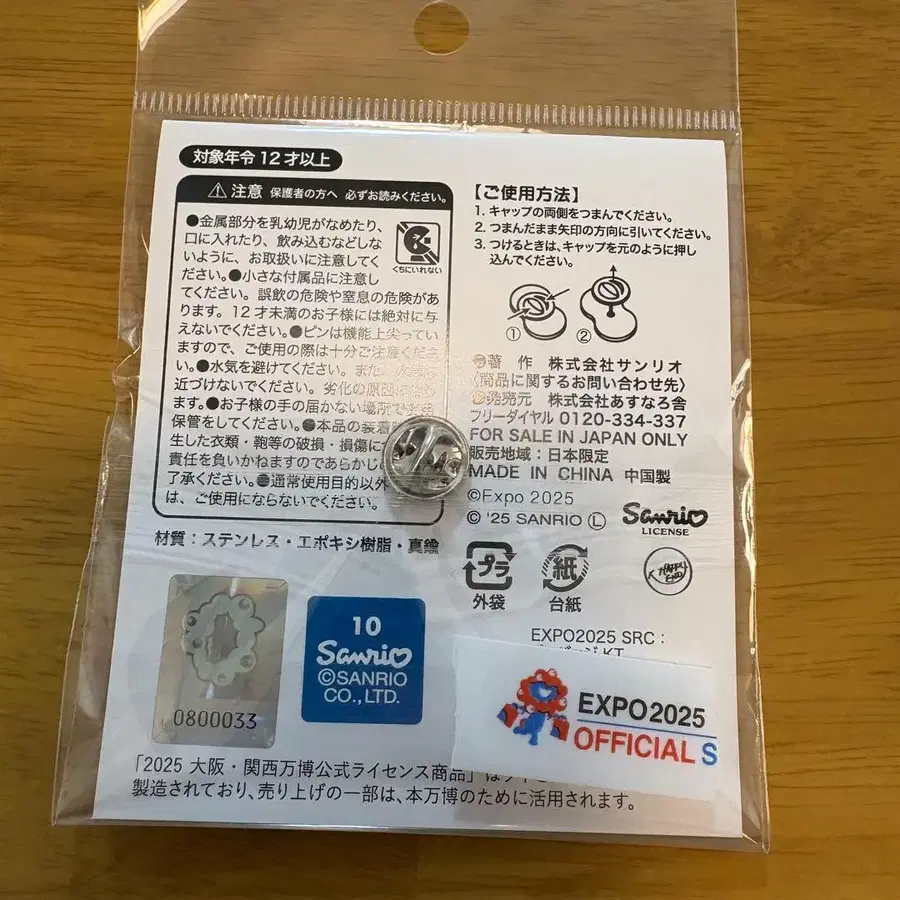 対象年令 12 才以上
注意 保護者の方へ 必ずお読みください。
●金属部分を乳幼児がなめたり、
口に入れたり、飲み込むなどしな
いように、お取扱いに注意してく
ださい。●小さな付属品に注意し
てください。誤飲の危険や窒息の危険があ
ります。12才未満のお子様には絶対に与
えないでください。●ピンは機能上尖ってい
ますので、ご使用の際は十分ご注意くださ
い。●水気を避けてください。また、
近づけないでください。劣化の原因
ます。●お子様の手の届かない場所で
保管をしてください。●本品の装着
生した衣類・鞄等の破損・損傷に
責任を負いかねますのであらかじ
了承ください。●通常使用目的以外
は、ご使用にならないでください。
くちにいれない
材質：ステンレス・エポキシ樹脂・真鍮
【ご使用方法】
1. キャップの両側をつまんでください。
2. つまんだまま矢印の方向に引いてください。
3. つけるときは、キャップを元のように押し
込んでください。
① ②
著 作 株式会社サンリオ
〈商品に関するお問い合わせ先〉
発売元 株式会社あすなろ舎
フリーダイヤル 0120-334-337
FOR SALE IN JAPAN ONLY
販売地域：日本限定
MADE IN CHINA 中国製
©Expo 2025
© '25 SANRIO Ⓛ
Sanrio
LICENSE
プラ
外袋
紙
台紙
HAPPY
END
EXPO2025 SRC :
KT
0800033
10
Sanrio
©SANRIO
CO., LTD.
EXPO2025
OFFICIAL S
「2025 大阪・関西万博公式ライセンス商品」は
製造されており、売り上げの一部は、本万博のために活用されます。